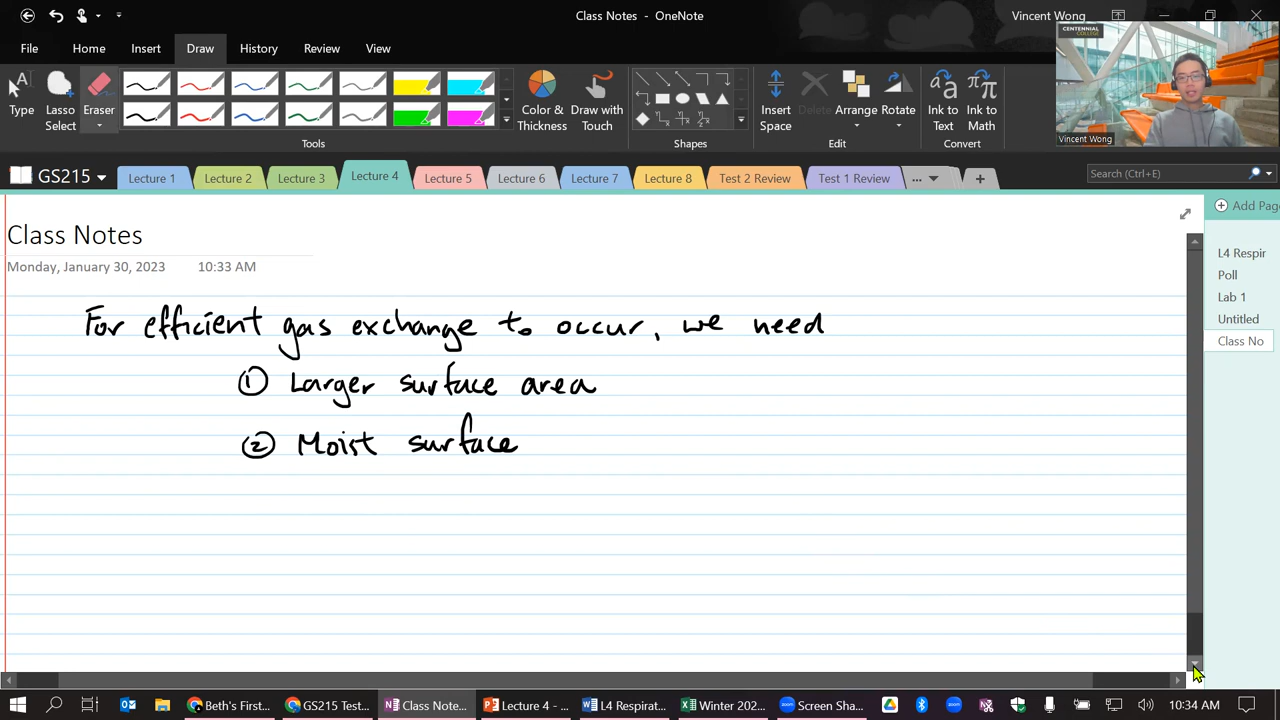 Class Notes - OneNote
Vincent Wong
File Home Insert Draw History Review View
CENTENNIAL COLLEGE
Type
Lasso Select
Eraser
Color & Thickness
Draw with Touch
Insert Space
Delete
Arrange
Rotate
Ink to Text
Ink to Math
Vincent Wong
Tools Shapes Edit Convert
GS215 Lecture 1 Lecture 2 Lecture 3 Lecture 4 Lecture 5 Lecture 6 Lecture 7 Lecture 8 Test 2 Review Test 1 Review ... +
Search (Ctrl+E)
Add Pag
Class Notes
Monday, January 30, 2023 10:33 AM
L4 Respir
Poll
Lab 1
Untitled
Class No
For efficient gas exchange to occur, we need
① Larger surface area
② Moist surface
Beth's First... GS215 Test... Class Note... Lecture 4 - ... L4 Respirat... Winter 202... Screen Sha... 10:34 AM